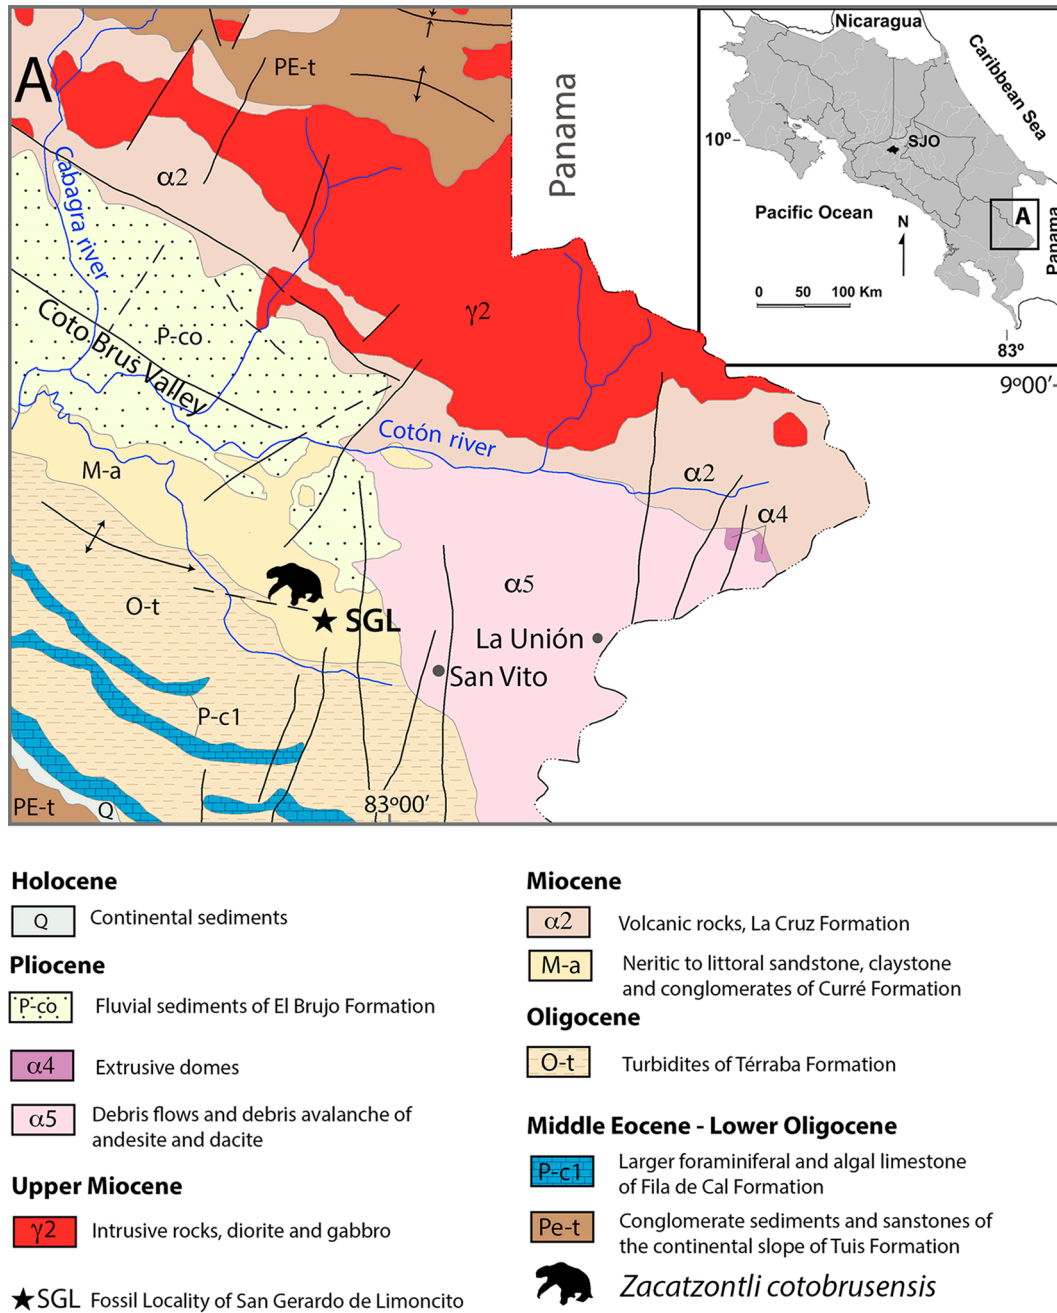 A
PE-t
Panama
Nicaragua
Caribbean Sea
10º
SJO
Pacific Ocean
N
A
Panama
0 50 100 Km
83º
9º00’
α2
Cabagra river
γ2
P-co
Coto Brus Valley
Cotón river
M-a
α2
α4
α5
O-t
SGL
La Unión
San Vito
P-c1
83º00’
PE-t
Q
Holocene
Q Continental sediments
Pliocene
P-co Fluvial sediments of El Brujo Formation
α4 Extrusive domes
α5 Debris flows and debris avalanche of
andesite and dacite
Upper Miocene
γ2 Intrusive rocks, diorite and gabbro
SGL Fossil Locality of San Gerardo de Limoncito
Miocene
α2 Volcanic rocks, La Cruz Formation
M-a Neritic to littoral sandstone, claystone
and conglomerates of Curré Formation
Oligocene
O-t Turbidites of Térraba Formation
Middle Eocene - Lower Oligocene
P-c1 Larger foraminiferal and algal limestone
of Fila de Cal Formation
Pe-t Conglomerate sediments and sanstones of
the continental slope of Tuis Formation
Zacatzontli cotobrusensis